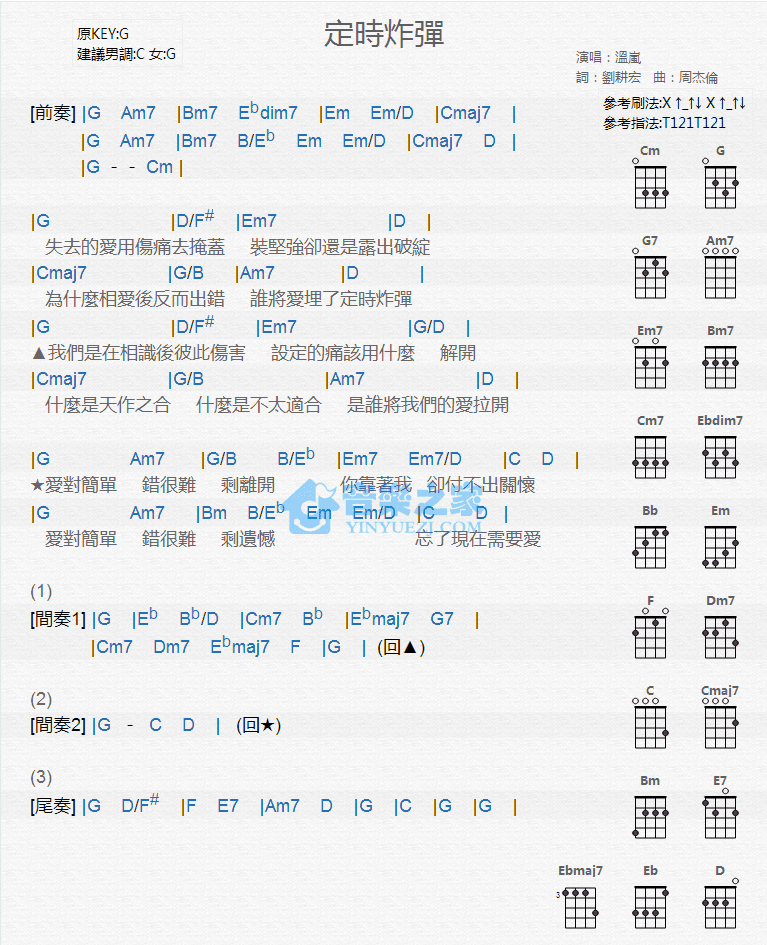 定時炸彈
原KEY:G
建議男調:C 女:G
演唱：溫嵐
詞：劉耕宏 曲：周杰倫
參考刷法:X ↑_↑↓ X ↑_↑↓
參考指法:T121T121
[前奏] |G Am7 |Bm7 Ebdim7 |Em Em/D |Cmaj7 |
|G Am7 |Bm7 B/Eb Em Em/D |Cmaj7 D |
|G - - Cm |
|G |D/F# |Em7 |D |
失去的愛用傷痛去掩蓋 裝堅強卻還是露出破綻
|Cmaj7 |G/B |Am7 |D |
為什麼相愛後反而出錯 誰將愛埋了定時炸彈
|G |D/F# |Em7 |G/D |
▲我們是在相識後彼此傷害 設定的痛該用什麼 解開
|Cmaj7 |G/B |Am7 |D |
什麼是天作之合 什麼是不太適合 是誰將我們的愛拉開
|G Am7 |G/B B/Eb |Em7 Em7/D |C D |
★愛對簡單 錯很難 剩離開 你靠著我 卻付不出關懷
|G Am7 |Bm B/Eb Em Em/D |C D |
愛對簡單 錯很難 剩遺憾 忘了現在需要愛
音樂之家
YINYUEZJ.COM
(1)
[間奏1] |G |Eb Bb/D |Cm7 Bb |Ebmaj7 G7 |
|Cm7 Dm7 Ebmaj7 F |G | (回▲)
(2)
[間奏2] |G - C D | (回★)
(3)
[尾奏] |G D/F# |F E7 |Am7 D |G |C |G |G |
Cm G
G7 Am7
Em7 Bm7
Cm7 Ebdim7
Bb Em
F Dm7
C Cmaj7
Bm E7
Ebmaj7 Eb D
3